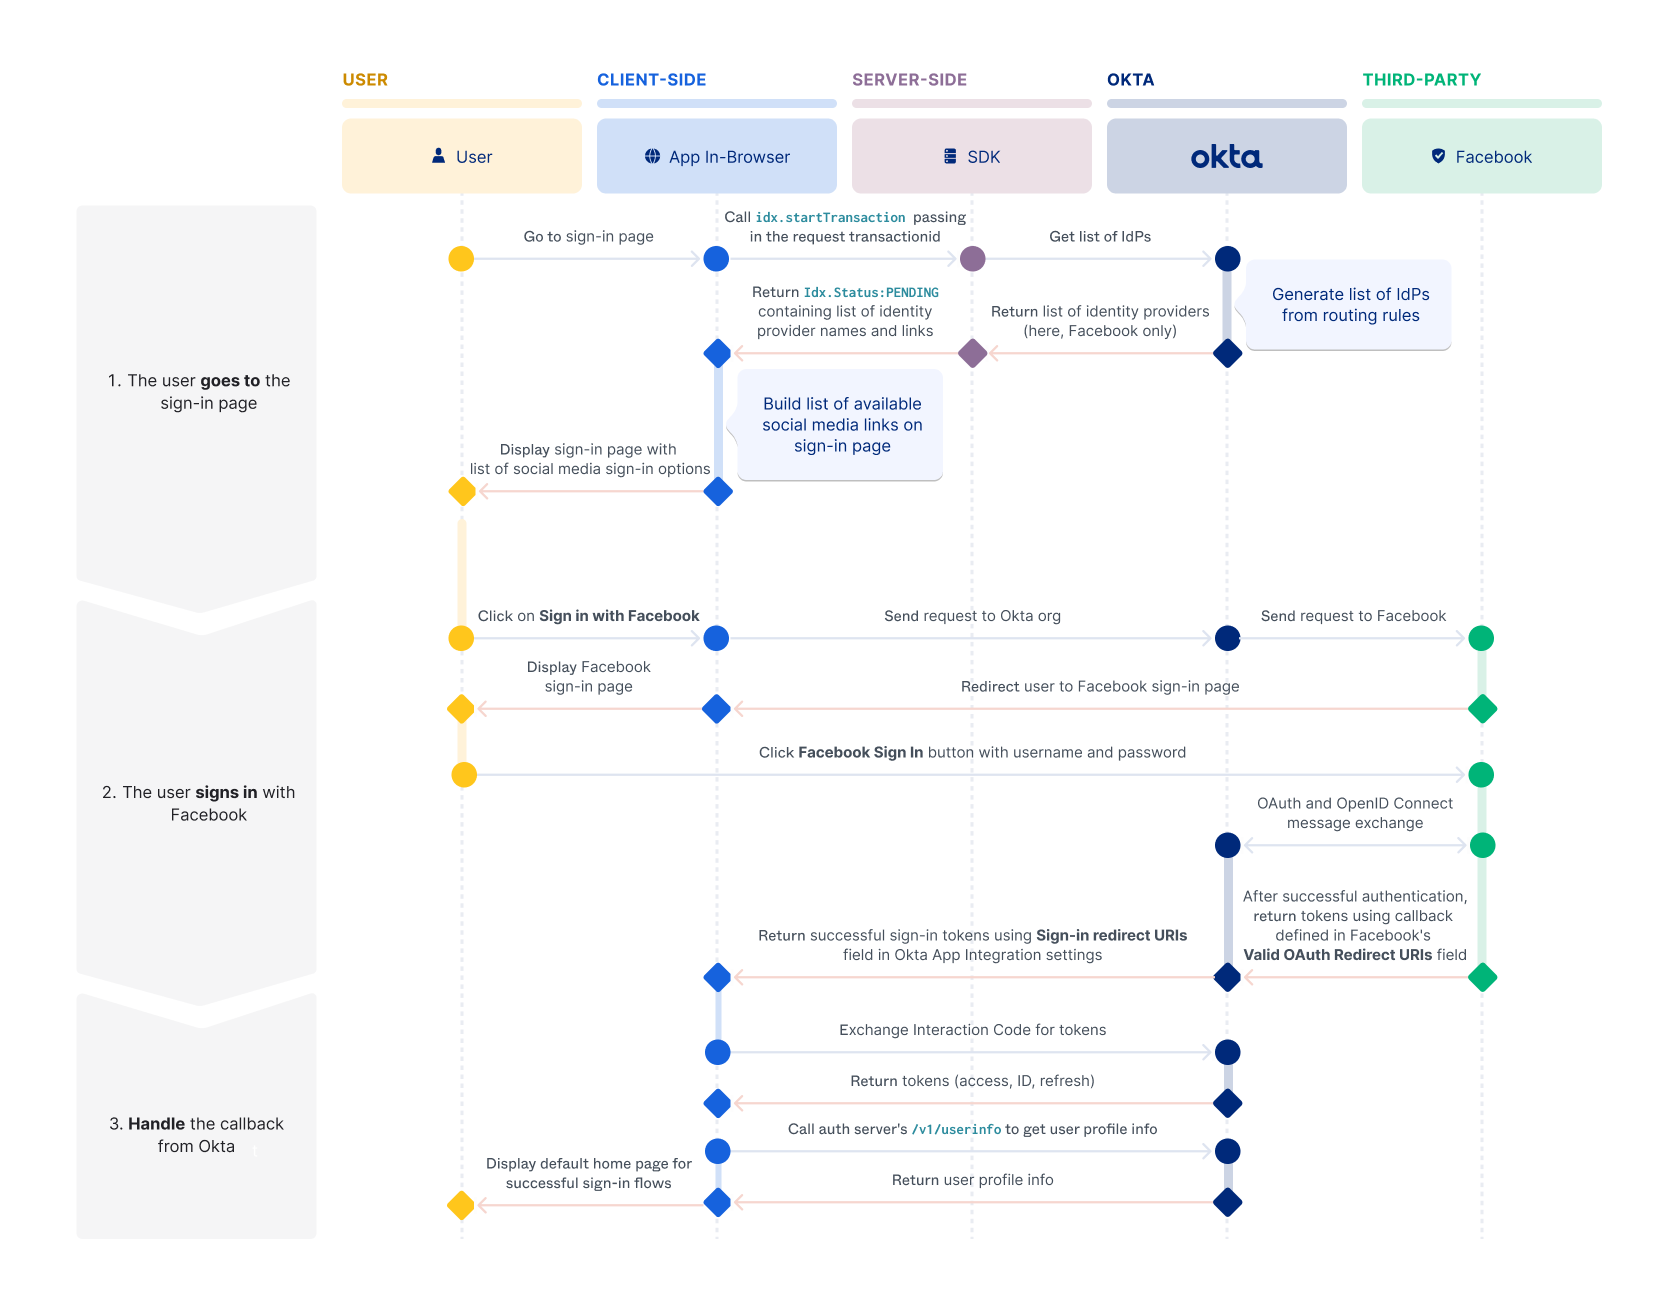 USER
CLIENT-SIDE
SERVER-SIDE
OKTA
THIRD-PARTY
User
App In-Browser
SDK
okta
Facebook
1. The user goes to the
sign-in page
Go to sign-in page
Call idx.startTransaction passing
in the request transactionid
Get list of IdPs
Generate list of IdPs
from routing rules
Return list of identity providers
(here, Facebook only)
Return Idx.Status:PENDING
containing list of identity
provider names and links
Build list of available
social media links on
sign-in page
Display sign-in page with
list of social media sign-in options
2. The user signs in with
Facebook
Click on Sign in with Facebook
Send request to Okta org
Send request to Facebook
Redirect user to Facebook sign-in page
Display Facebook
sign-in page
Click Facebook Sign In button with username and password
OAuth and OpenID Connect
message exchange
After successful authentication,
return tokens using callback
defined in Facebook's
Valid OAuth Redirect URIs field
Return successful sign-in tokens using Sign-in redirect URIs
field in Okta App Integration settings
3. Handle the callback
from Okta
Exchange Interaction Code for tokens
Return tokens (access, ID, refresh)
Call auth server's /v1/userinfo to get user profile info
Return user profile info
Display default home page for
successful sign-in flows